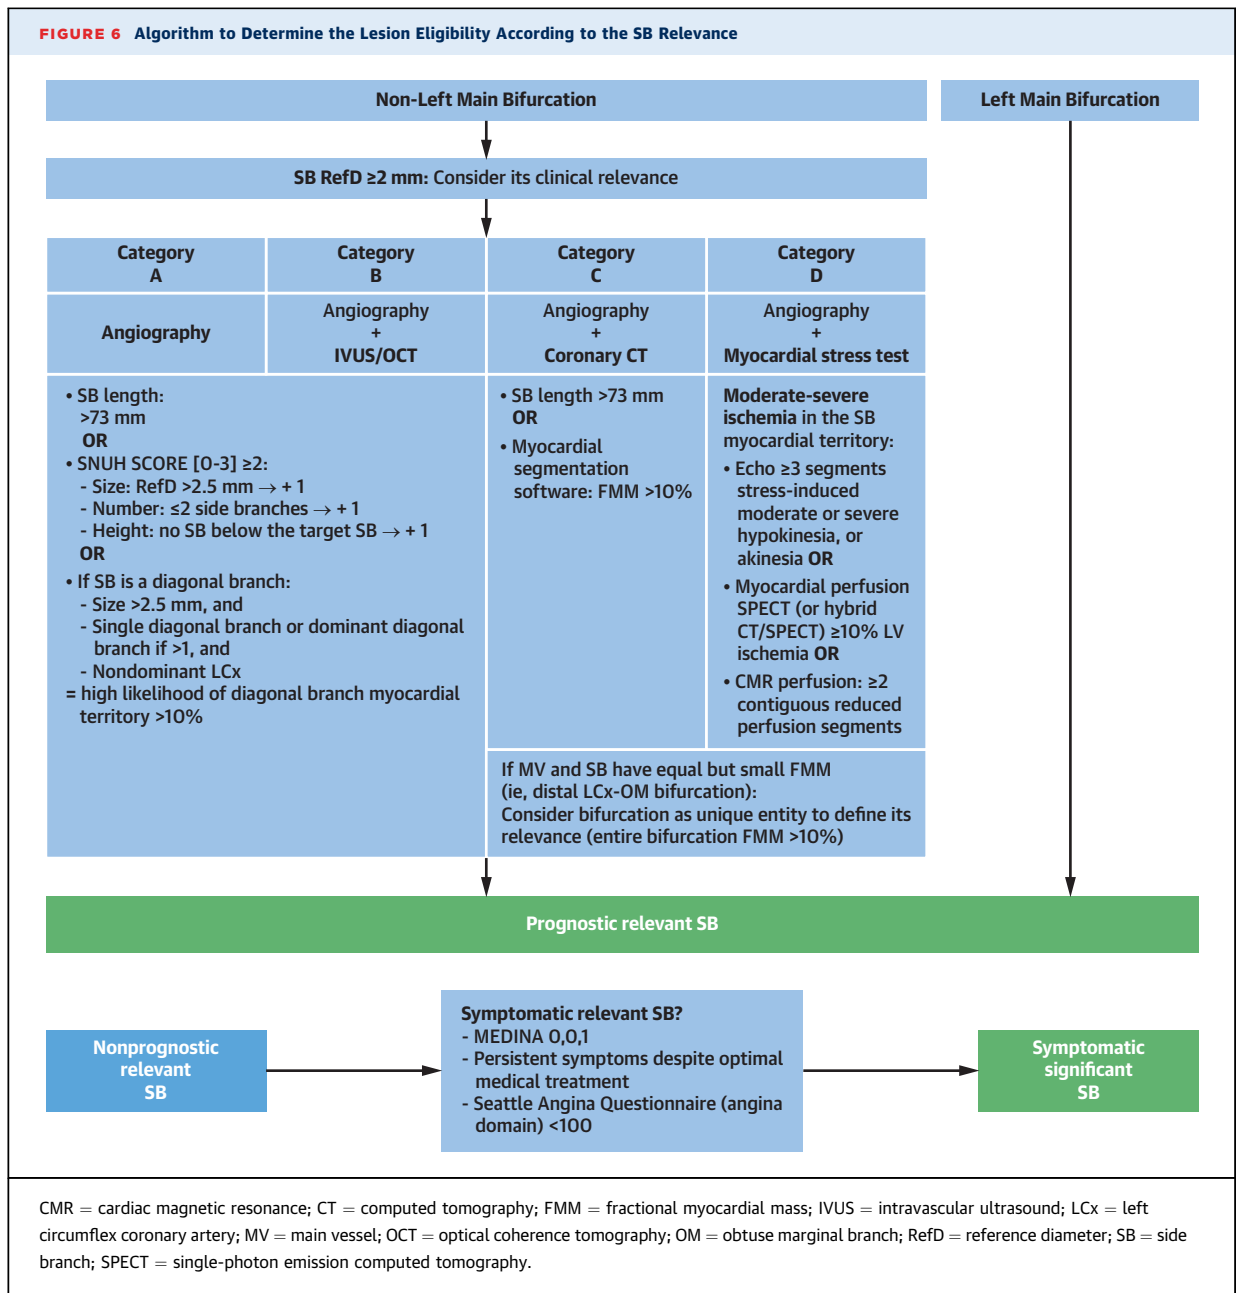 FIGURE 6 Algorithm to Determine the Lesion Eligibility According to the SB Relevance
Non-Left Main Bifurcation
Left Main Bifurcation
SB RefD ≥2 mm: Consider its clinical relevance
Category
A
Category
B
Category
C
Category
D
Angiography
Angiography
+
IVUS/OCT
Angiography
+
Coronary CT
Angiography
+
Myocardial stress test
• SB length:
>73 mm
OR
• SNUH SCORE [0-3] ≥2:
- Size: RefD >2.5 mm → + 1
- Number: ≤2 side branches → + 1
- Height: no SB below the target SB → + 1
OR
• If SB is a diagonal branch:
- Size >2.5 mm, and
- Single diagonal branch or dominant diagonal
branch if >1, and
- Nondominant LCx
= high likelihood of diagonal branch myocardial
territory >10%
• SB length >73 mm
OR
• Myocardial
segmentation
software: FMM >10%
Moderate-severe
ischemia in the SB
myocardial territory:
• Echo ≥3 segments
stress-induced
moderate or severe
hypokinesia, or
akinesia OR
• Myocardial perfusion
SPECT (or hybrid
CT/SPECT) ≥10% LV
ischemia OR
• CMR perfusion: ≥2
contiguous reduced
perfusion segments
If MV and SB have equal but small FMM
(ie, distal LCx-OM bifurcation):
Consider bifurcation as unique entity to define its
relevance (entire bifurcation FMM >10%)
Prognostic relevant SB
Nonprognostic
relevant
SB
Symptomatic relevant SB?
- MEDINA 0,0,1
- Persistent symptoms despite optimal
medical treatment
- Seattle Angina Questionnaire (angina
domain) <100
Symptomatic
significant
SB
CMR = cardiac magnetic resonance; CT = computed tomography; FMM = fractional myocardial mass; IVUS = intravascular ultrasound; LCx = left
circumflex coronary artery; MV = main vessel; OCT = optical coherence tomography; OM = obtuse marginal branch; RefD = reference diameter; SB = side
branch; SPECT = single-photon emission computed tomography.